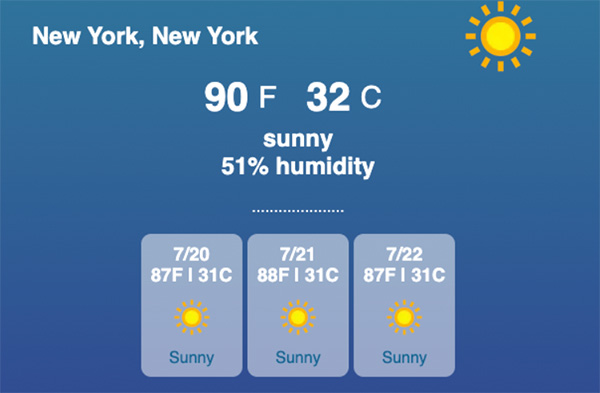 New York, New York
90 F 32 C
sunny
51% humidity
7/20
87F | 31C
Sunny
7/21
88F | 31C
Sunny
7/22
87F | 31C
Sunny